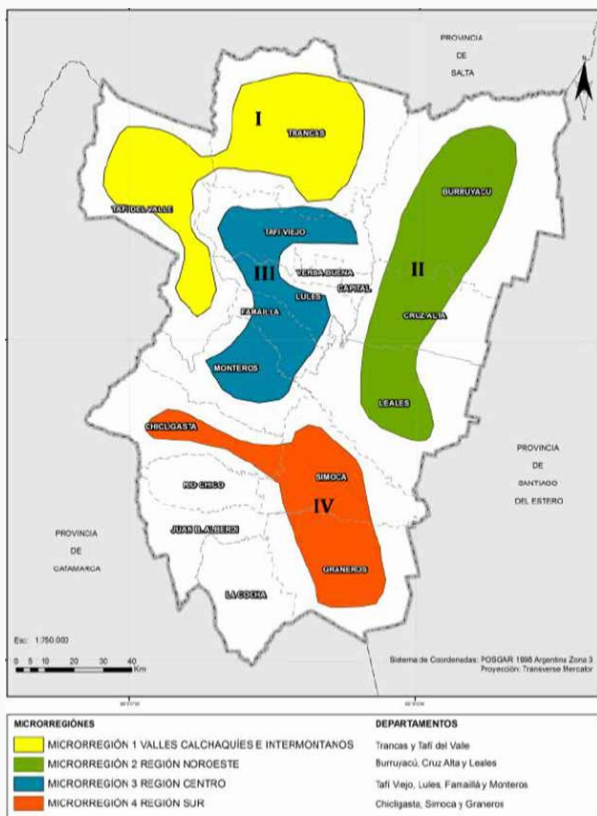 PROVINCIA
DE
SALTA
I
TRANCAS
BURRUYACU
TAFI DEL VALLE
TAFI VIEJO
III
YERBA BUENA
II
CAPITAL
LULES
FAMAILLA
CRUZ ALTA
MONTEROS
LEALES
CHICLIGASTA
SIMOCA
RIO CHICO
IV
JUAN B. ALBERDI
GRANEROS
LA COCHA
PROVINCIA
DE
SANTIAGO
DEL ESTERO
PROVINCIA
DE
CATAMARCA
Esc: 1:750.000
0 5 10 20 30 40
Km
Sistema de Coordenadas: POSGAR 1998 Argentina Zona 3
Proyección: Transverse Mercator
MICRORREGIÓNES DEPARTAMENTOS
MICRORREGIÓN 1 VALLES CALCHAQUÍES E INTERMONTANOS Trancas y Tafí del Valle
MICRORREGIÓN 2 REGIÓN NOROESTE Burruyacú, Cruz Alta y Leales
MICRORREGIÓN 3 REGIÓN CENTRO Tafí Viejo, Lules, Famaillá y Monteros
MICRORREGIÓN 4 REGIÓN SUR Chicligasta, Simoca y Graneros